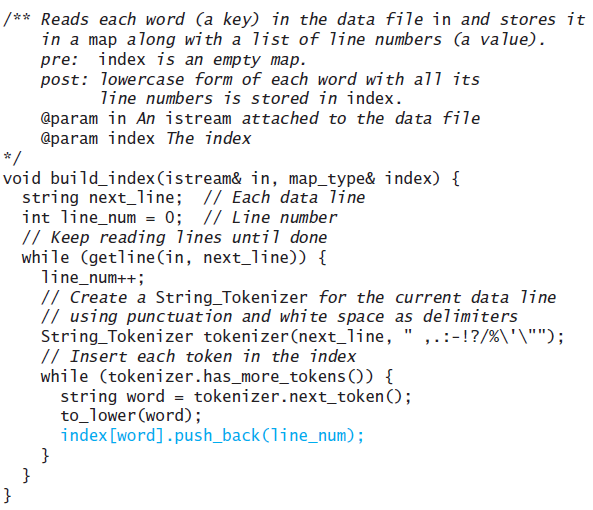 /** Reads each word (a key) in the data file in and stores it
    in a map along with a list of line numbers (a value).
    pre:  index is an empty map.
    post: lowercase form of each word with all its
          line numbers is stored in index.
    @param in An istream attached to the data file
    @param index The index
*/
void build_index(istream& in, map_type& index) {
  string next_line;  // Each data line
  int line_num = 0;  // Line number
  // Keep reading lines until done
  while (getline(in, next_line)) {
    line_num++;
    // Create a String_Tokenizer for the current data line
    // using punctuation and white space as delimiters
    String_Tokenizer tokenizer(next_line, " ,.:-!?/%\'\"");
    // Insert each token in the index
    while (tokenizer.has_more_tokens()) {
      string word = tokenizer.next_token();
      to_lower(word);
      index[word].push_back(line_num);
    }
  }
}